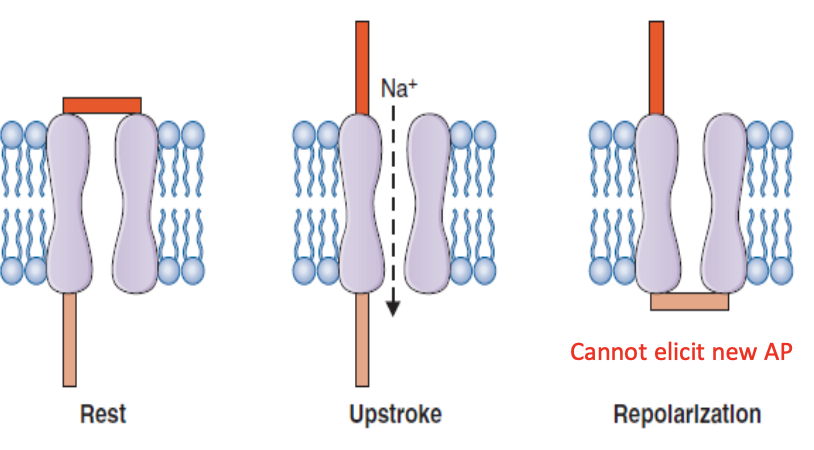 Na⁺
Cannot elicit new AP
Rest
Upstroke
Repolarization